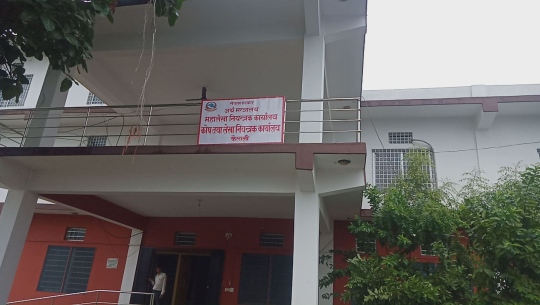 नेपाल सरकार
अर्थ मन्त्रालय
महालेखा नियन्त्रक कार्यालय
कोष तथा लेखा नियन्त्रक कार्यालय
कैलाली